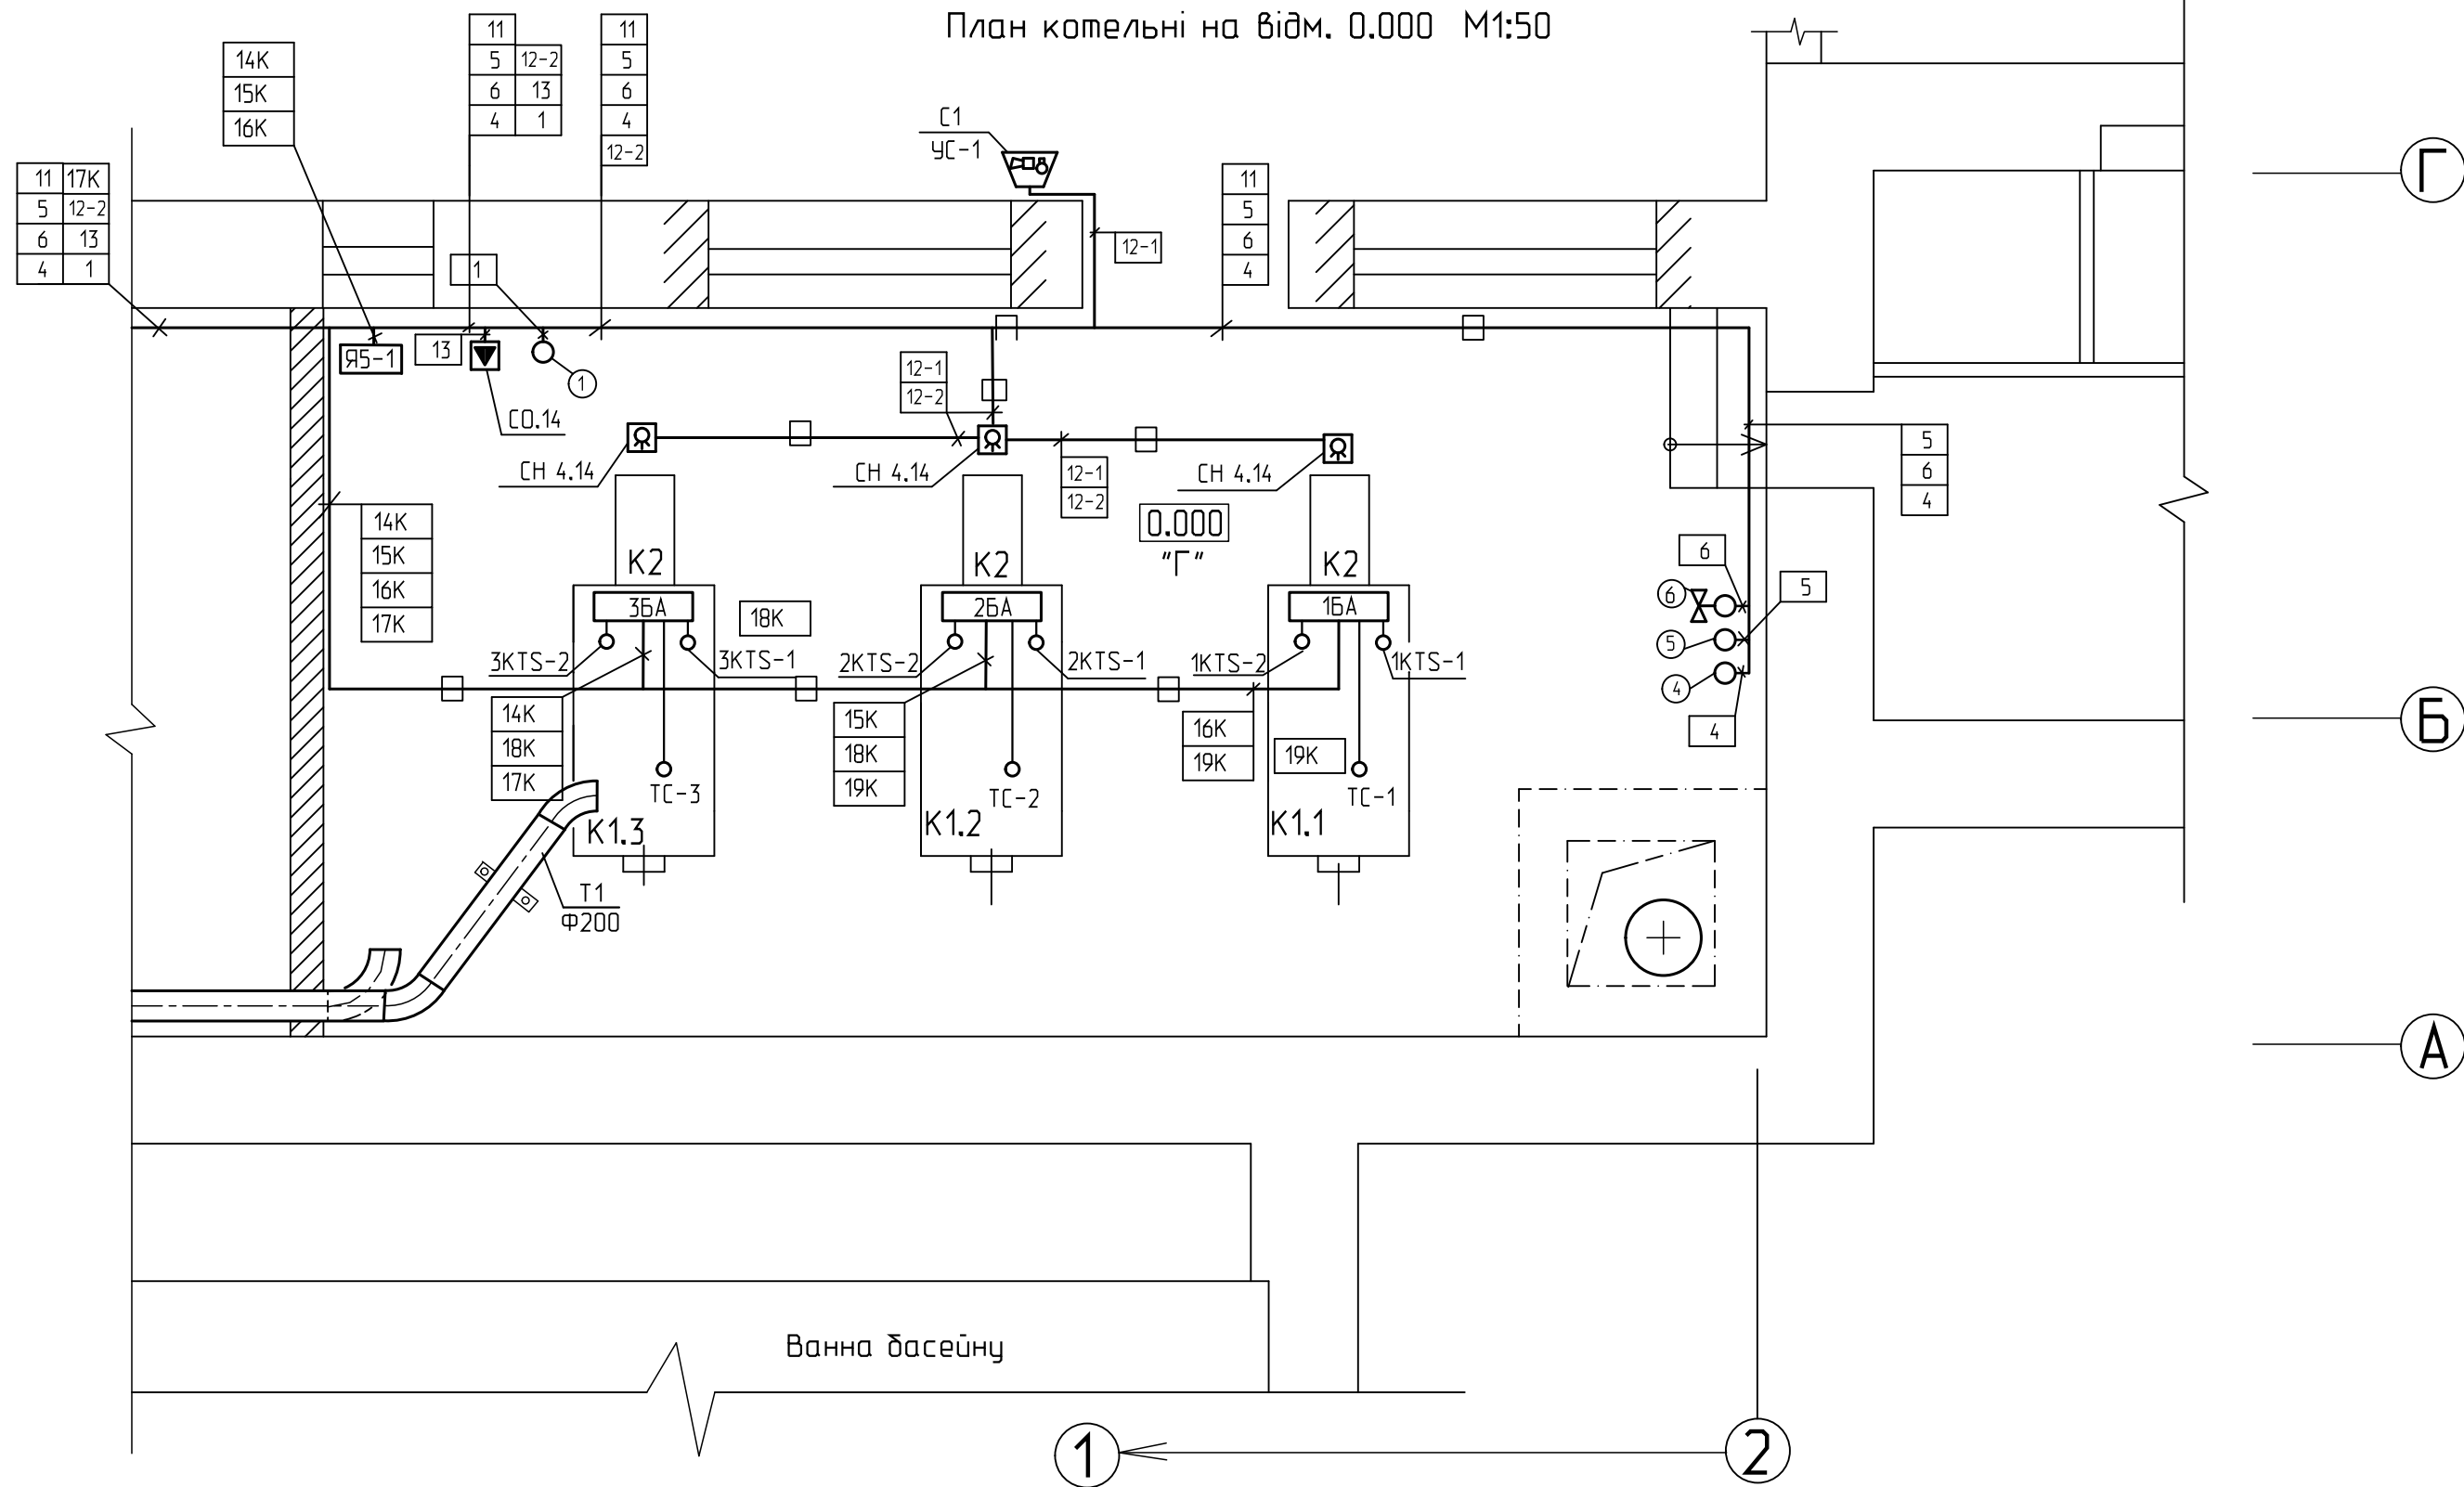 План котельні на відм. 0.000 М1:50
11
5 12-2
6 13
4 1
11
5
6
4
12-2
14К
15К
16К
С1
УС-1
11 17К
5 12-2
6 13
4 1
11
5
6
4
Г
12-1
1
Я5-1
13
1
СО.14
12-1
12-2
СН 4.14
СН 4.14
СН 4.14
12-1
12-2
5
6
4
14К
15К
16К
17К
0.000
"Г"
К2
К2
К2
6
5
6
5
4
4
3БА
2БА
1БА
18К
3KTS-2
3KTS-1
2KTS-2
2KTS-1
1KTS-2
1KTS-1
14К
18К
17К
15К
18К
19К
16К
19К
19К
Б
ТС-3
ТС-2
ТС-1
К1.3
К1.2
К1.1
Т1
Ф200
А
Ванна басейну
1
2